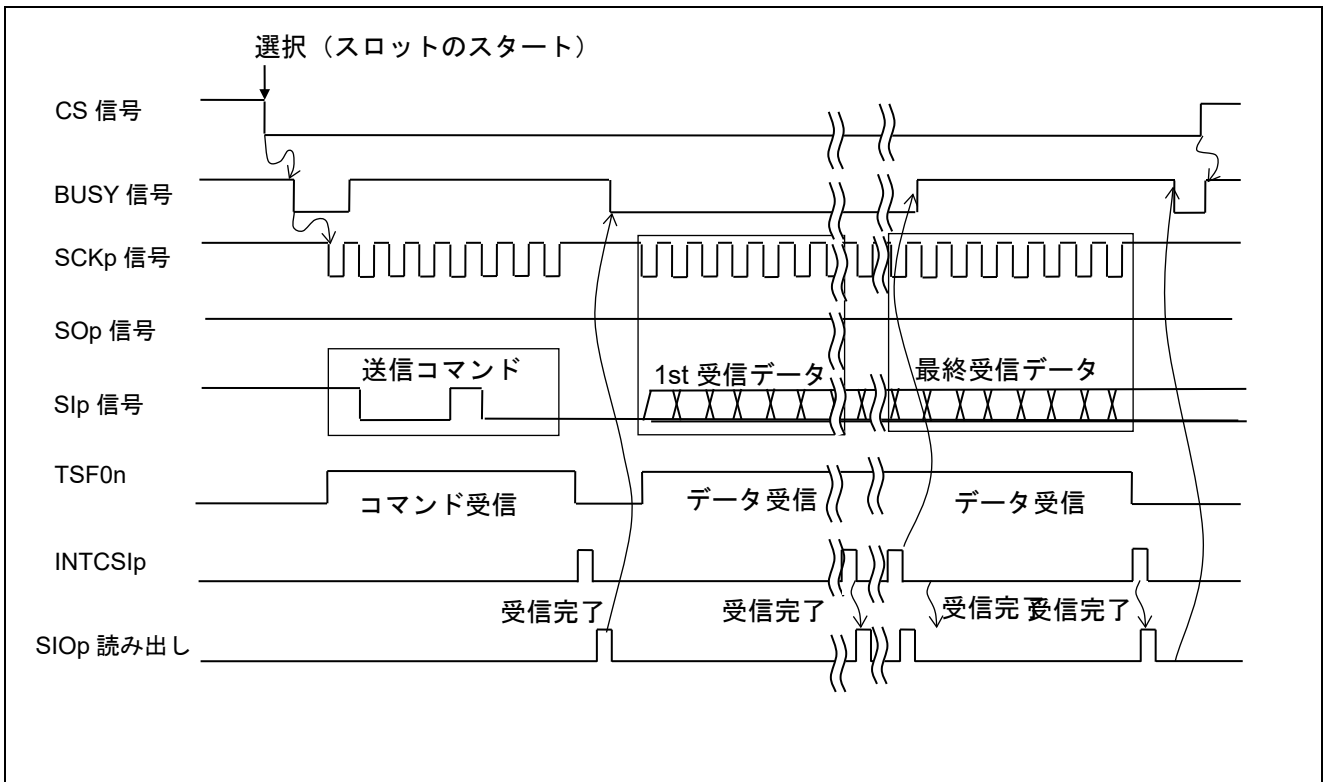 選択（スロットのスタート）
CS 信号
BUSY 信号
SCKp 信号
SOp 信号
送信コマンド
1st 受信データ
最終受信データ
SIp 信号
TSF0n
コマンド受信
データ受信
データ受信
INTCSIp
受信完了
受信完了
受信完了
受信完了
SIOp 読み出し